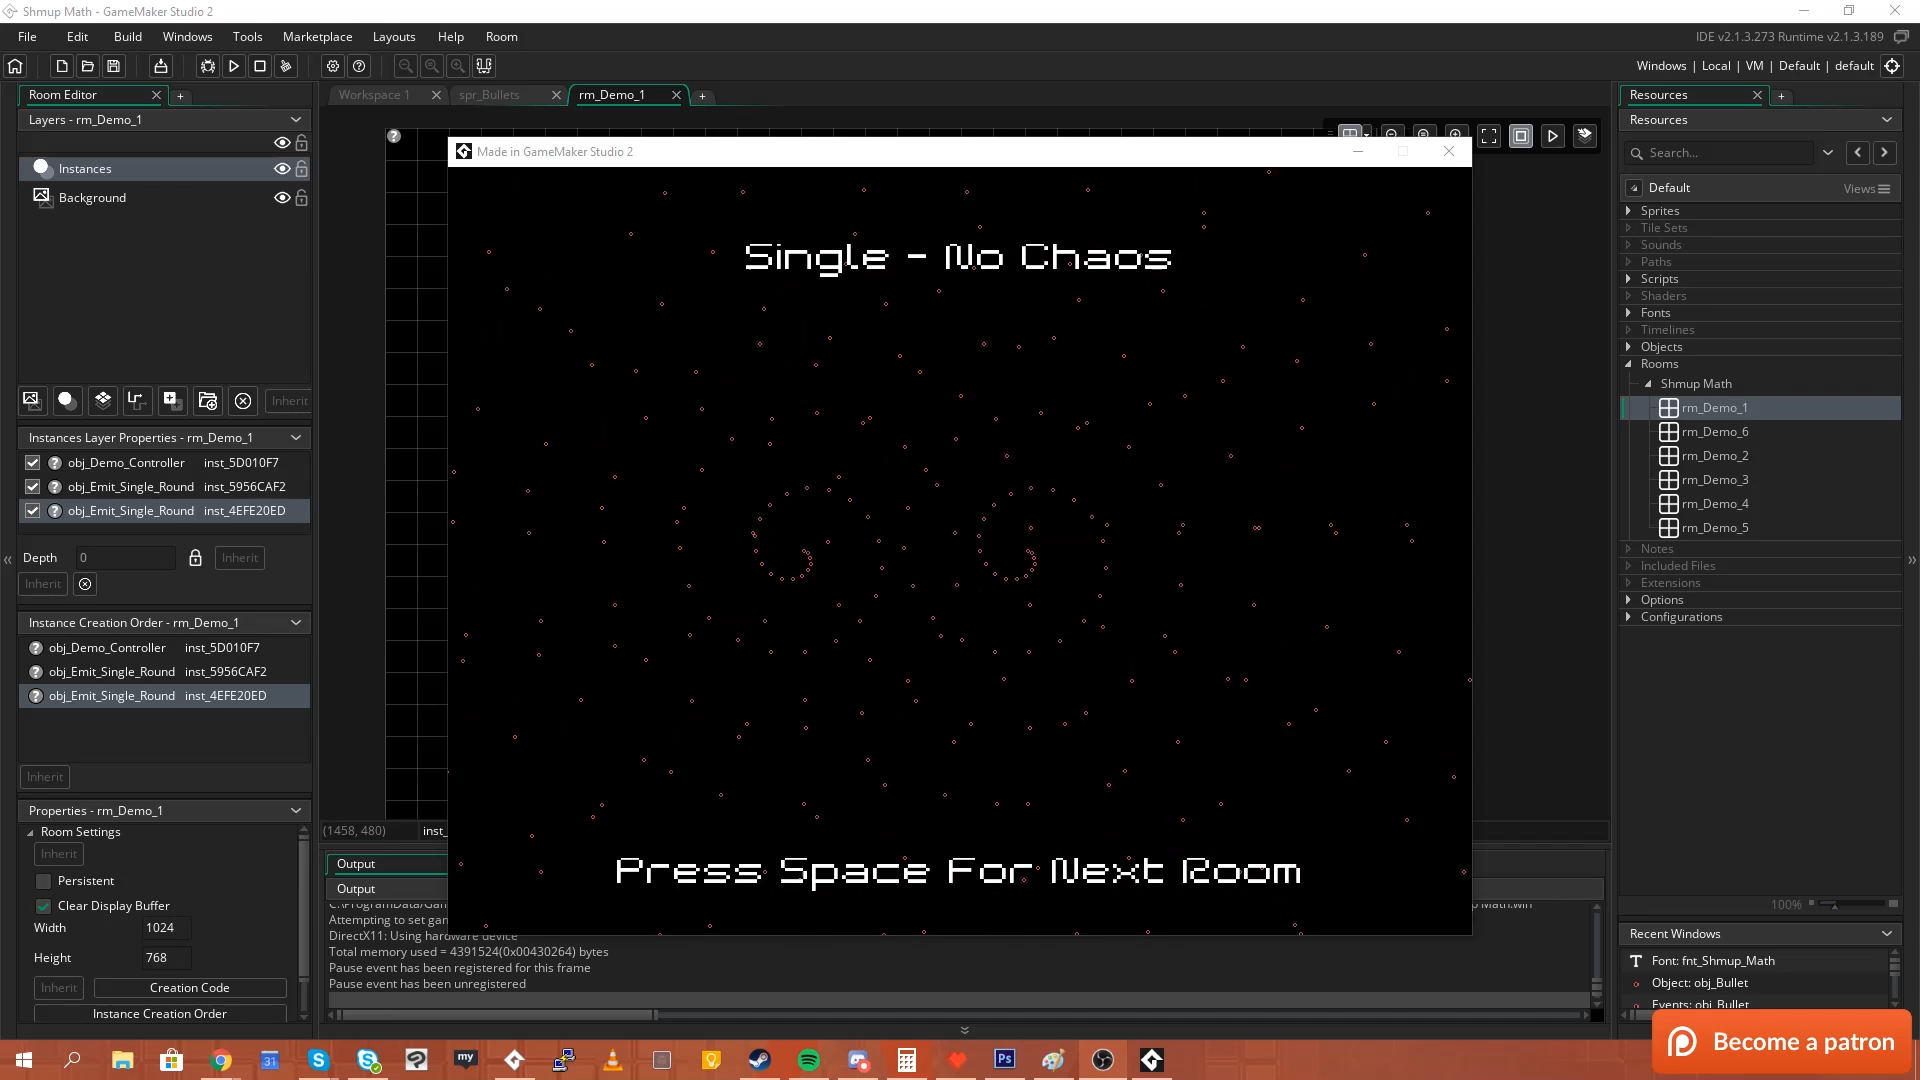 Shmup Math - GameMaker Studio 2
File Edit Build Windows Tools Marketplace Layouts Help Room
IDE v2.1.3.273 Runtime v2.1.3.189
Windows | Local | VM | Default | default
Room Editor
Layers - rm_Demo_1
Instances
Background
Inherit
Instances Layer Properties - rm_Demo_1
obj_Demo_Controller inst_5D010F7
obj_Emit_Single_Round inst_5956CAF2
obj_Emit_Single_Round inst_4EFE20ED
Depth 0 Inherit
Inherit
Instance Creation Order - rm_Demo_1
obj_Demo_Controller inst_5D010F7
obj_Emit_Single_Round inst_5956CAF2
obj_Emit_Single_Round inst_4EFE20ED
Inherit
Properties - rm_Demo_1
Room Settings
Inherit
Persistent
Clear Display Buffer
Width 1024
Height 768
Inherit Creation Code
Instance Creation Order
Workspace 1 spr_Bullets rm_Demo_1
Made in GameMaker Studio 2
Single - No Chaos
Press Space For Next Room
(1458, 480) inst_
Output
Output
Attempting to set gam
DirectX11: Using hardware device
Total memory used = 4391524(0x00430264) bytes
Pause event has been registered for this frame
Pause event has been unregistered
Resources
Resources
Search...
Default Views
Sprites
Tile Sets
Sounds
Paths
Scripts
Shaders
Fonts
Timelines
Objects
Rooms
Shmup Math
rm_Demo_1
rm_Demo_6
rm_Demo_2
rm_Demo_3
rm_Demo_4
rm_Demo_5
Notes
Included Files
Extensions
Options
Configurations
100%
Recent Windows
Font: fnt_Shmup_Math
Object: obj_Bullet
Events: obj_Bullet
Become a patron
31
my
Ps